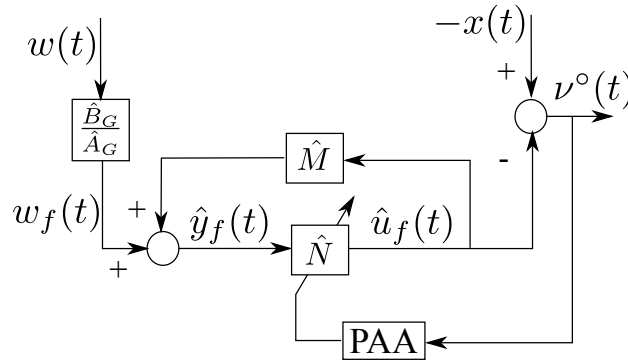 −x(t)
w(t)
+
ν°(t)
B̂_G
Â_G
-
M̂
w_f(t)
+
ŷ_f(t)
û_f(t)
N̂
+
PAA